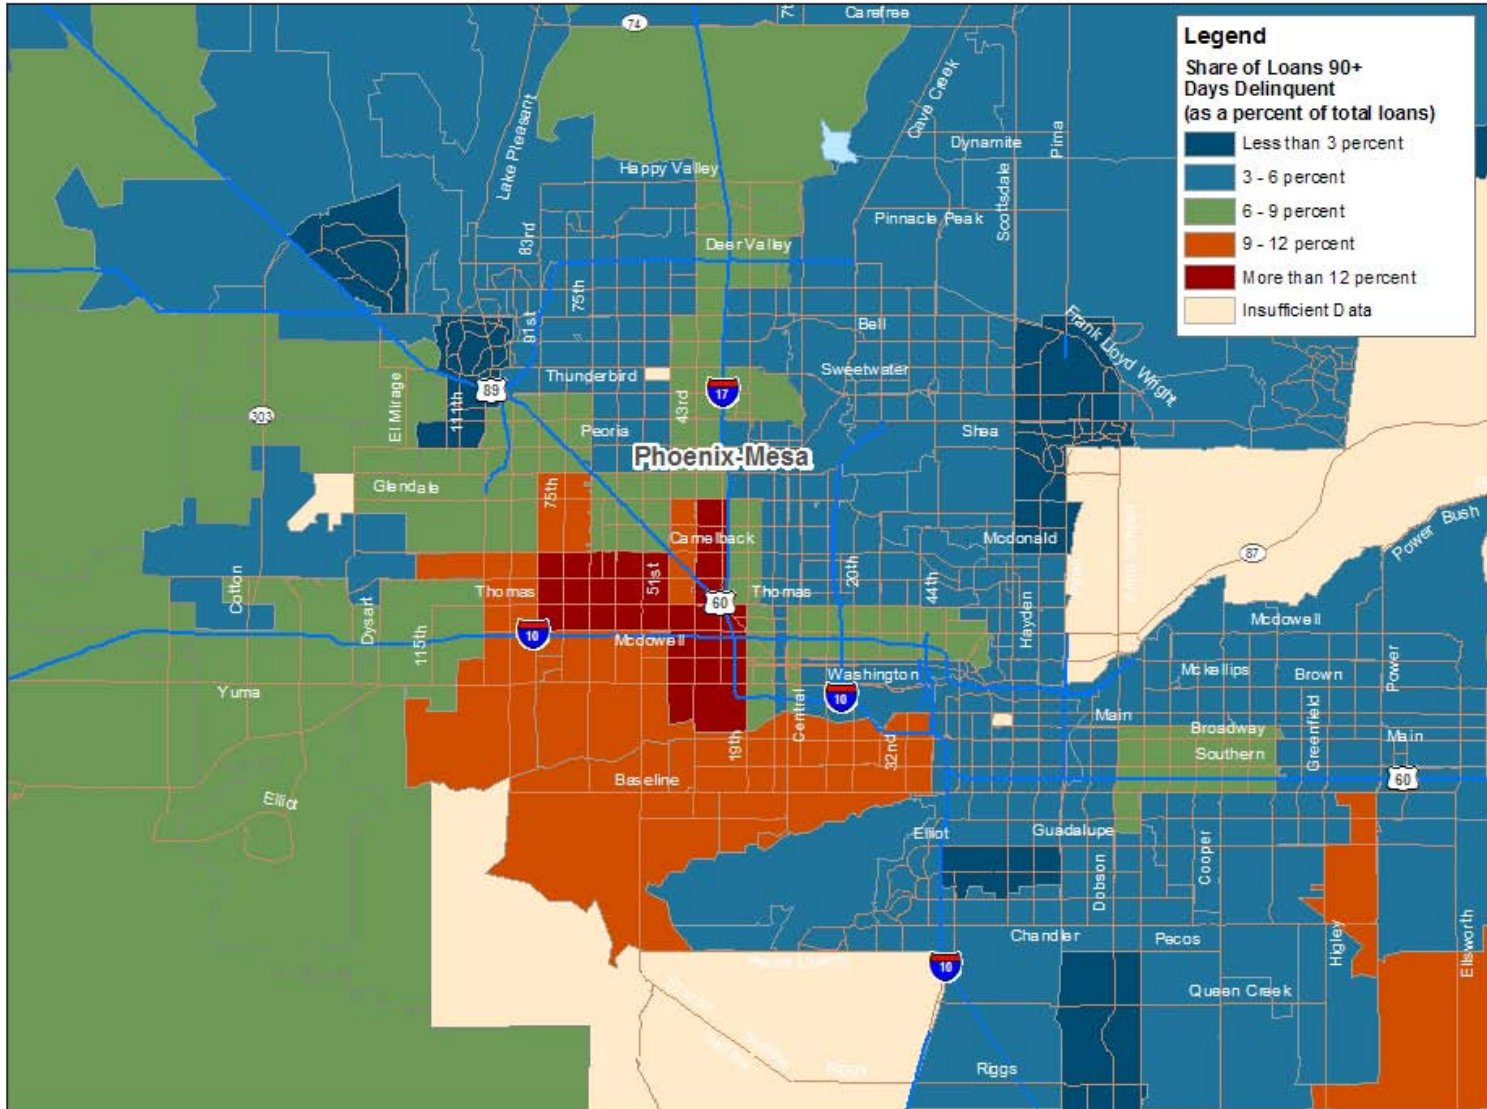 74
7t
Carefree
Legend
Share of Loans 90+
Days Delinquent
(as a percent of total loans)
Less than 3 percent
3 - 6 percent
6 - 9 percent
9 - 12 percent
More than 12 percent
Insufficient Data
Lake Pleasant
Cave Creek
Dynamite
Pima
Happy Valley
Scottsdale
Pinnacle Peak
83rd
Deer Valley
75th
91st
Bell
Frank Lloyd Wright
Thunderbird
Sweetwater
89
17
El Mirage
111th
43rd
303
Peoria
Shea
Phoenix-Mesa
Glendale
75th
Camelback
Mcdonald
Power
Bush
87
Cotton
Thomas
51st
Thomas
20th
44th
60
Dysart
Hayden
10
Mcdowell
Mcdowell
115th
Washington
Mckellips
Brown
Power
Yuma
10
Central
Main
Broadway
Greenfield
Main
19th
32nd
Southern
Baseline
60
Elliot
Elliot
Guadalupe
Cooper
Dobson
Chandler
Pecos
Higley
Ellsworth
10
Queen Creek
Riggs
Riggs